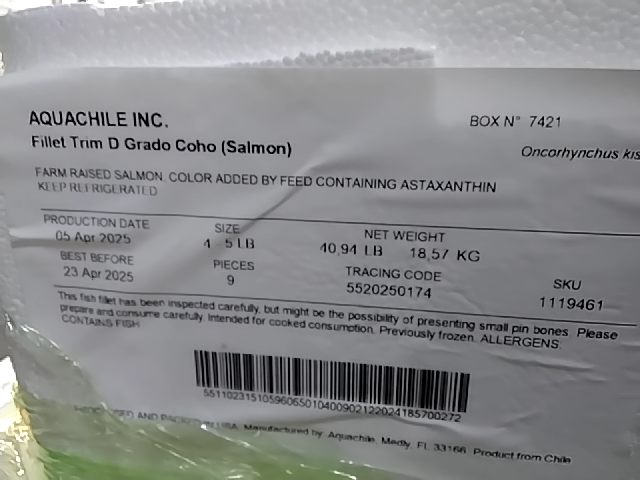 AQUACHILE INC.
BOX N° 7421
Fillet Trim D Grado Coho (Salmon)
Oncorhynchus kis
FARM RAISED SALMON. COLOR ADDED BY FEED CONTAINING ASTAXANTHIN
KEEP REFRIGERATED
PRODUCTION DATE SIZE NET WEIGHT
05 Apr 2025 4 - 5 LB 40,94 LB 18,57 KG
BEST BEFORE PIECES TRACING CODE SKU
23 Apr 2025 9 5520250174 1119461
This fish fillet has been inspected carefully, but might be the possibility of presenting small pin bones. Please
prepare and consume carefully. Intended for cooked consumption. Previously frozen. ALLERGENS:
CONTAINS FISH
55110231510596065010400902122024185700272
AND USA. Manufactured by: Aquachile, Medly, FL 33166. Product from Chile